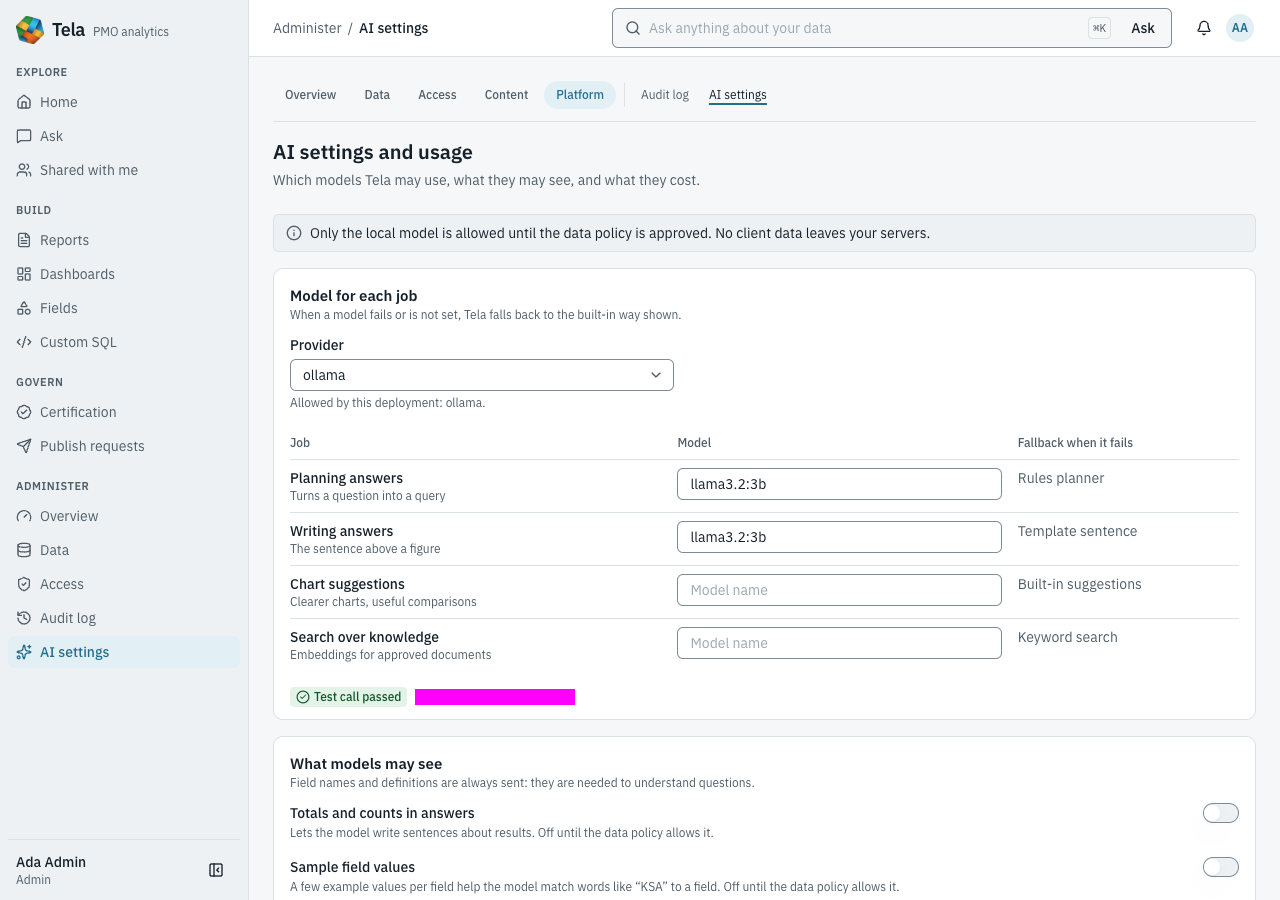 Tela PMO analytics
EXPLORE
Home
Ask
Shared with me
BUILD
Reports
Dashboards
Fields
Custom SQL
GOVERN
Certification
Publish requests
ADMINISTER
Overview
Data
Access
Audit log
AI settings
Ada Admin
Admin
Administer / AI settings
Ask anything about your data ⌘K Ask
AA
Overview Data Access Content Platform Audit log AI settings
AI settings and usage
Which models Tela may use, what they may see, and what they cost.
Only the local model is allowed until the data policy is approved. No client data leaves your servers.
Model for each job
When a model fails or is not set, Tela falls back to the built-in way shown.
Provider
ollama
Allowed by this deployment: ollama.
Job Model Fallback when it fails
Planning answers llama3.2:3b Rules planner
Turns a question into a query
Writing answers llama3.2:3b Template sentence
The sentence above a figure
Chart suggestions Model name Built-in suggestions
Clearer charts, useful comparisons
Search over knowledge Model name Keyword search
Embeddings for approved documents
Test call passed
What models may see
Field names and definitions are always sent: they are needed to understand questions.
Totals and counts in answers
Lets the model write sentences about results. Off until the data policy allows it.
Sample field values
A few example values per field help the model match words like “KSA” to a field. Off until the data policy allows it.